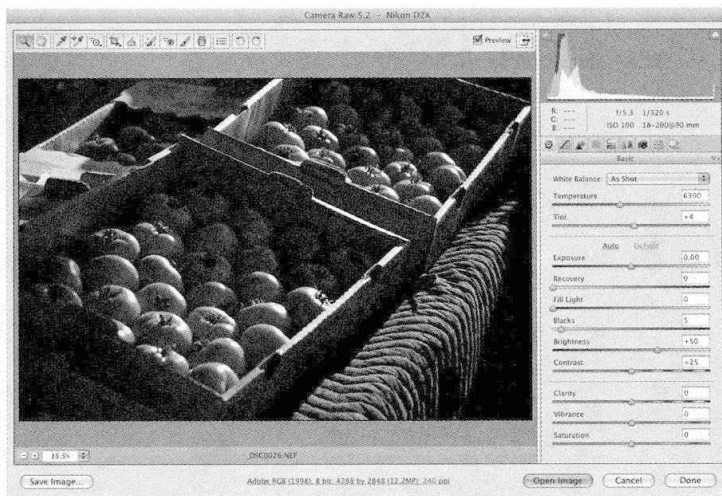 Camera Raw 5.2 – Nikon D2X
Preview
R: ---
G: ---
B: ---
f/5.3 1/320 s
ISO 100 18-200@90 mm
Basic
White Balance: As Shot
Temperature 6300
Tint +4
Auto Default
Exposure 0.00
Recovery 0
Fill Light 0
Blacks 5
Brightness +50
Contrast +25
Clarity 0
Vibrance 0
Saturation 0
_DSC0026.NEF
Save Image...
Adobe RGB (1998); 8 bit; 4288 by 2848 (12.2MP); 240 ppi
Open Image Cancel Done